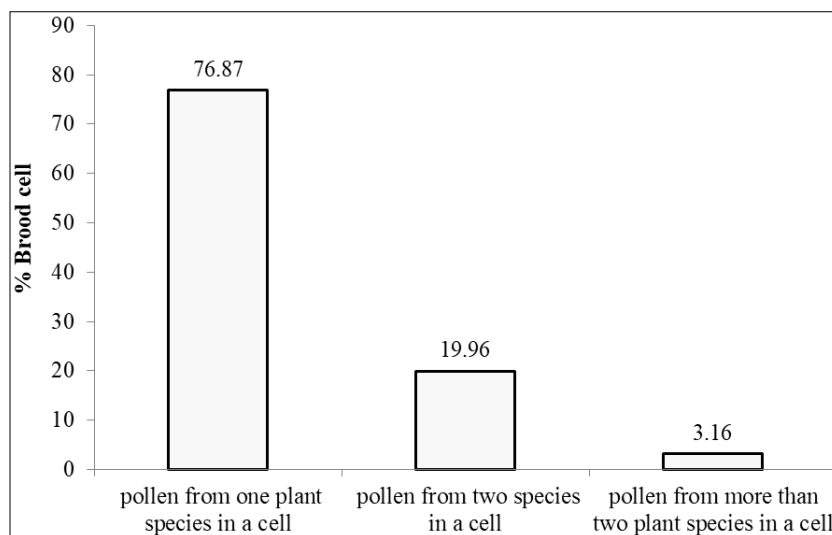 90
76.87
80
70
60
% Brood cell
50
40
30
19.96
20
10
3.16
0
pollen from one plant
species in a cell
pollen from two species
in a cell
pollen from more than
two plant species in a cell